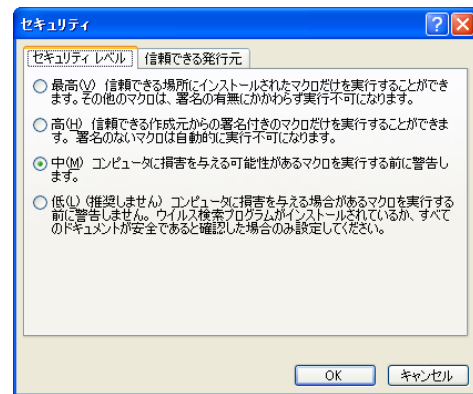 セキュリティ
セキュリティ レベル 信頼できる発行元
最高(V) 信頼できる場所にインストールされたマクロだけを実行することができ
ます。その他のマクロは、署名の有無にかかわらず実行不可になります。
高(H) 信頼できる作成元からの署名付きのマクロだけを実行することができま
す。署名のないマクロは自動的に実行不可になります。
中(M) コンピュータに損害を与える可能性があるマクロを実行する前に警告し
ます。
低(L) (推奨しません) コンピュータに損害を与える場合があるマクロを実行する
前に警告しません。ウイルス検索プログラムがインストールされているか、すべて
のドキュメントが安全であると確認した場合のみ設定してください。
OK キャンセル